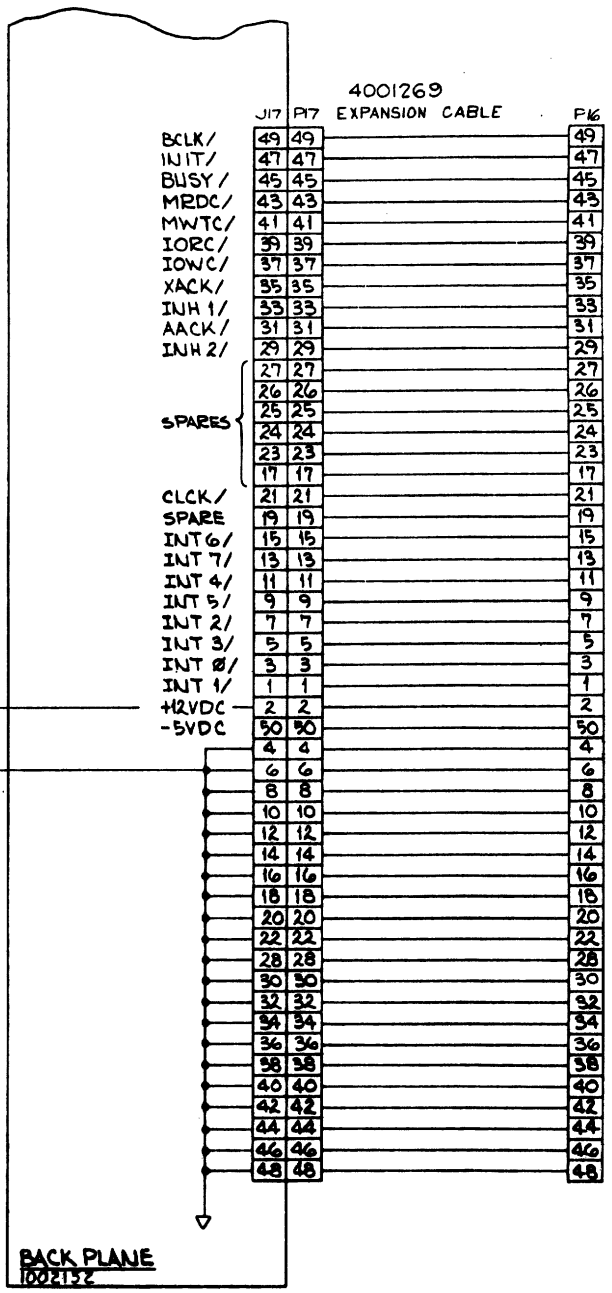 4001269
J17 P17 EXPANSION CABLE P16
BCLK/ 49 49 49
INIT/ 47 47 47
BUSY/ 45 45 45
MRDC/ 43 43 43
MWTC/ 41 41 41
IORC/ 39 39 39
IOWC/ 37 37 37
XACK/ 35 35 35
INH 1/ 33 33 33
AACK/ 31 31 31
INH 2/ 29 29 29
27 27 27
26 26 26
25 25 25
SPARES
24 24 24
23 23 23
17 17 17
CLCK/ 21 21 21
SPARE 19 19 19
INT 6/ 15 15 15
INT 7/ 13 13 13
INT 4/ 11 11 11
INT 5/ 9 9 9
INT 2/ 7 7 7
INT 3/ 5 5 5
INT Ø/ 3 3 3
INT 1/ 1 1 1
+12VDC 2 2 2
-5VDC 50 50 50
4 4 4
6 6 6
8 8 8
10 10 10
12 12 12
14 14 14
16 16 16
18 18 18
20 20 20
22 22 22
28 28 28
30 30 30
32 32 32
34 34 34
36 36 36
38 38 38
40 40 40
42 42 42
44 44 44
46 46 46
48 48 48
BACK PLANE
1002152